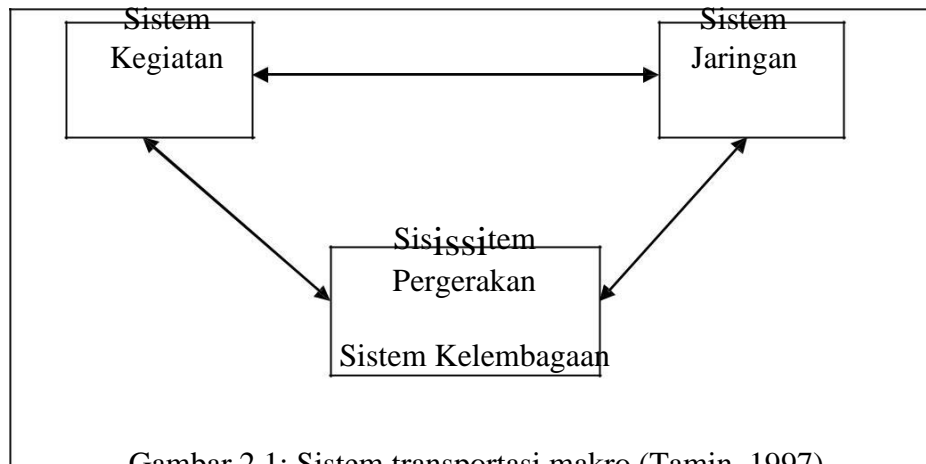 Sistem
Kegiatan
Sistem
Jaringan
Sisissitem
Pergerakan
Sistem Kelembagaan
Gambar 2.1: Sistem transportasi makro (Tamin, 1997)